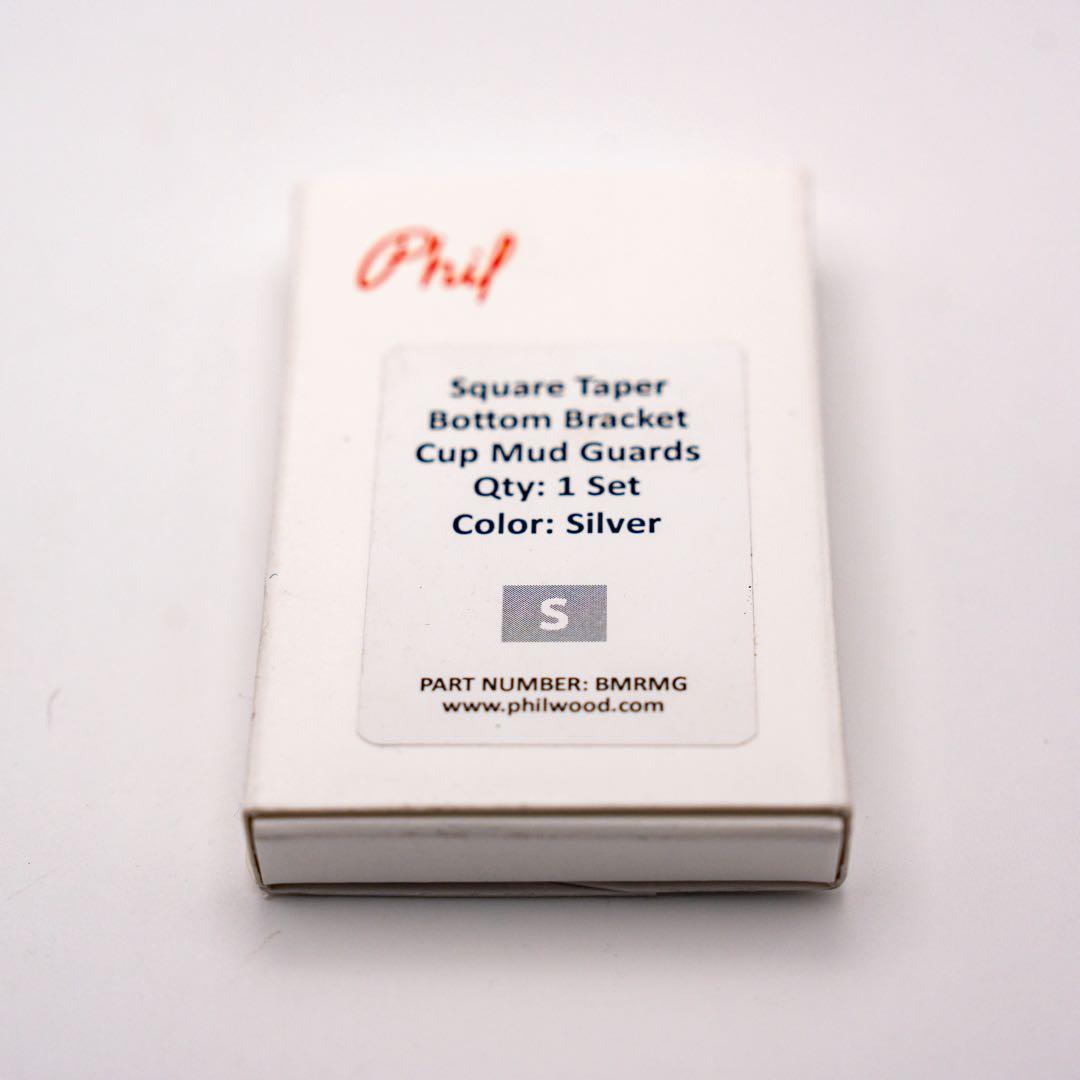 Phil
Square Taper
Bottom Bracket
Cup Mud Guards
Qty: 1 Set
Color: Silver
S
PART NUMBER: BMRMG
www.philwood.com